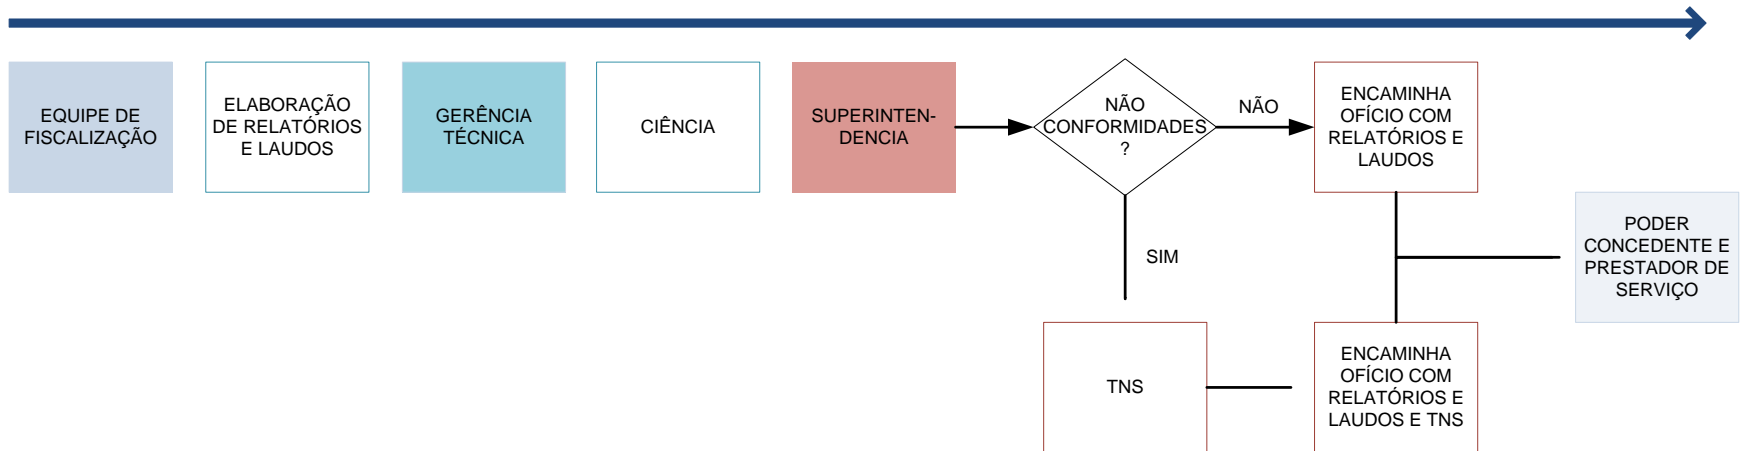 EQUIPE DE
FISCALIZAÇÃO
ELABORAÇÃO
DE RELATÓRIOS
E LAUDOS
GERÊNCIA
TÉCNICA
CIÊNCIA
SUPERINTEN-
DENCIA
NÃO
CONFORMIDADES
?
NÃO
ENCAMINHA
OFÍCIO COM
RELATÓRIOS E
LAUDOS
SIM
PODER
CONCEDENTE E
PRESTADOR DE
SERVIÇO
TNS
ENCAMINHA
OFÍCIO COM
RELATÓRIOS E
LAUDOS E TNS